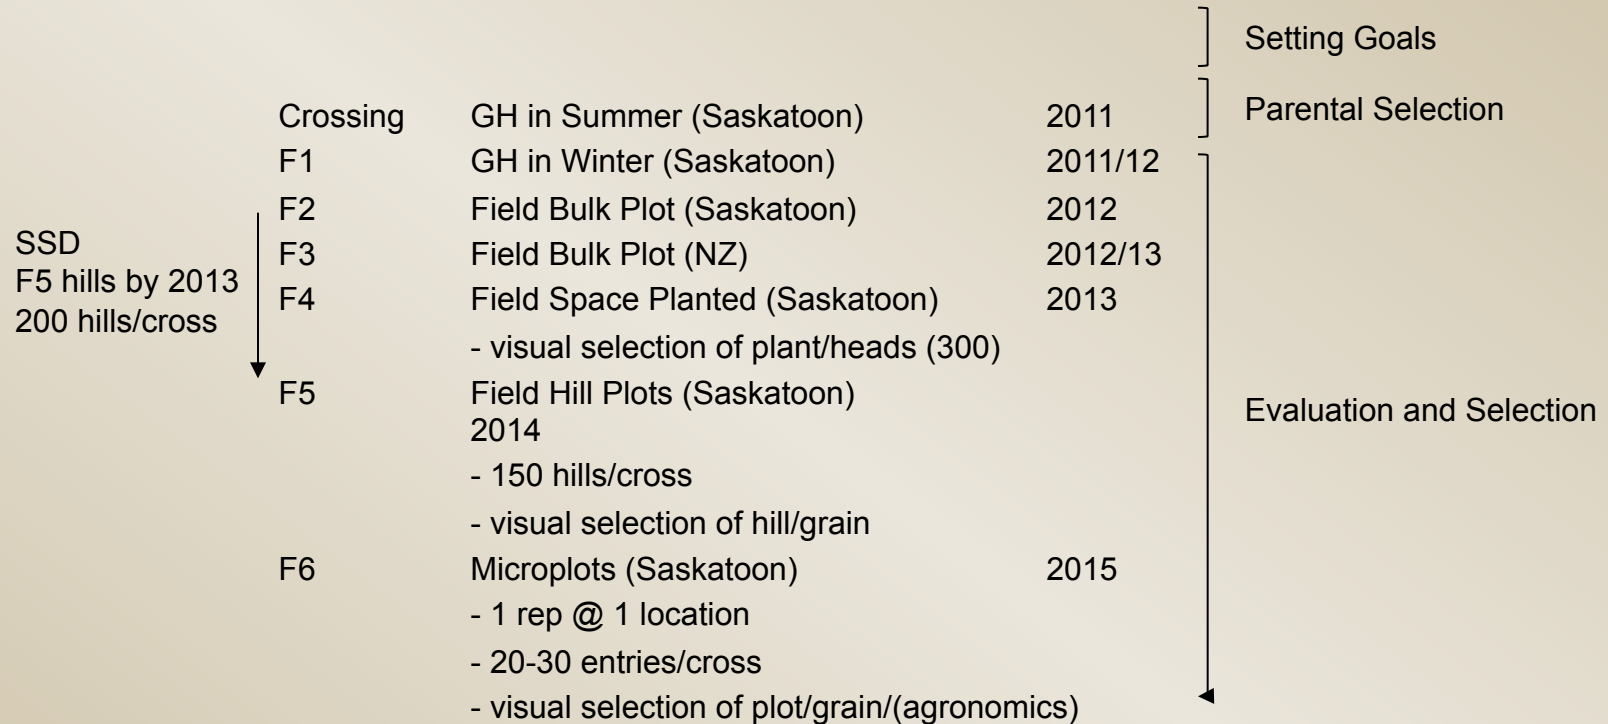 Setting Goals
Crossing GH in Summer (Saskatoon) 2011
Parental Selection
F1 GH in Winter (Saskatoon) 2011/12
F2 Field Bulk Plot (Saskatoon) 2012
F3 Field Bulk Plot (NZ) 2012/13
F4 Field Space Planted (Saskatoon) 2013
- visual selection of plant/heads (300)
SSD
F5 hills by 2013
200 hills/cross
F5 Field Hill Plots (Saskatoon)
2014
- 150 hills/cross
- visual selection of hill/grain
F6 Microplots (Saskatoon) 2015
- 1 rep @ 1 location
- 20-30 entries/cross
- visual selection of plot/grain/(agronomics)
Evaluation and Selection